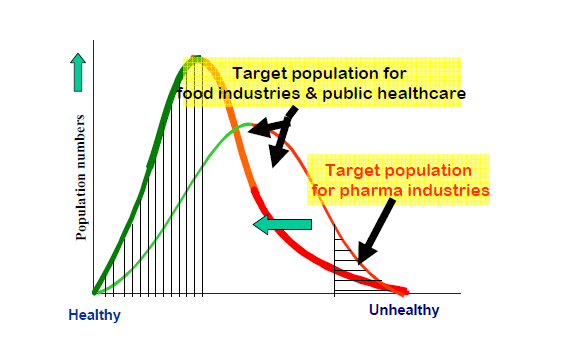 Target population for
food industries & public healthcare
Target population
for pharma industries
Population numbers
Healthy
Unhealthy